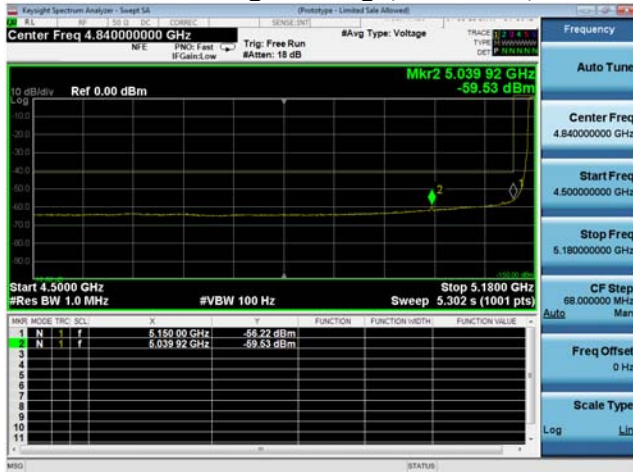 Keysight Spectrum Analyzer - Swept SA (Prototype - Limited Sale Allowed)
RL RF 50 Ω DC CORREC SENSE:INT
Center Freq 4.840000000 GHz
NFE PNO: Fast IFGain:Low
Trig: Free Run
#Atten: 18 dB
#Avg Type: Voltage
TRACE 1 2 3 4 5 6
TYPE
DET P N N N N N
Mkr2 5.039 92 GHz
-59.53 dBm
10 dB/div Ref 0.00 dBm
Log
-10.0
-20.0
-30.0
-40.0
-50.0
-60.0
-70.0
-80.0
-90.0
2
1
Start 4.5000 GHz Stop 5.1800 GHz
#Res BW 1.0 MHz #VBW 100 Hz Sweep 5.302 s (1001 pts)
MKR MODE TRC SCL X Y FUNCTION FUNCTION WIDTH FUNCTION VALUE
1 N 1 f 5.150 00 GHz -56.22 dBm
2 N 1 f 5.039 92 GHz -59.53 dBm
3
4
5
6
7
8
9
10
11
MSG STATUS
Frequency
Auto Tune
Center Freq
4.840000000 GHz
Start Freq
4.500000000 GHz
Stop Freq
5.180000000 GHz
CF Step
68.000000 MHz
Auto Man
Freq Offset
0 Hz
Scale Type
Log Lin